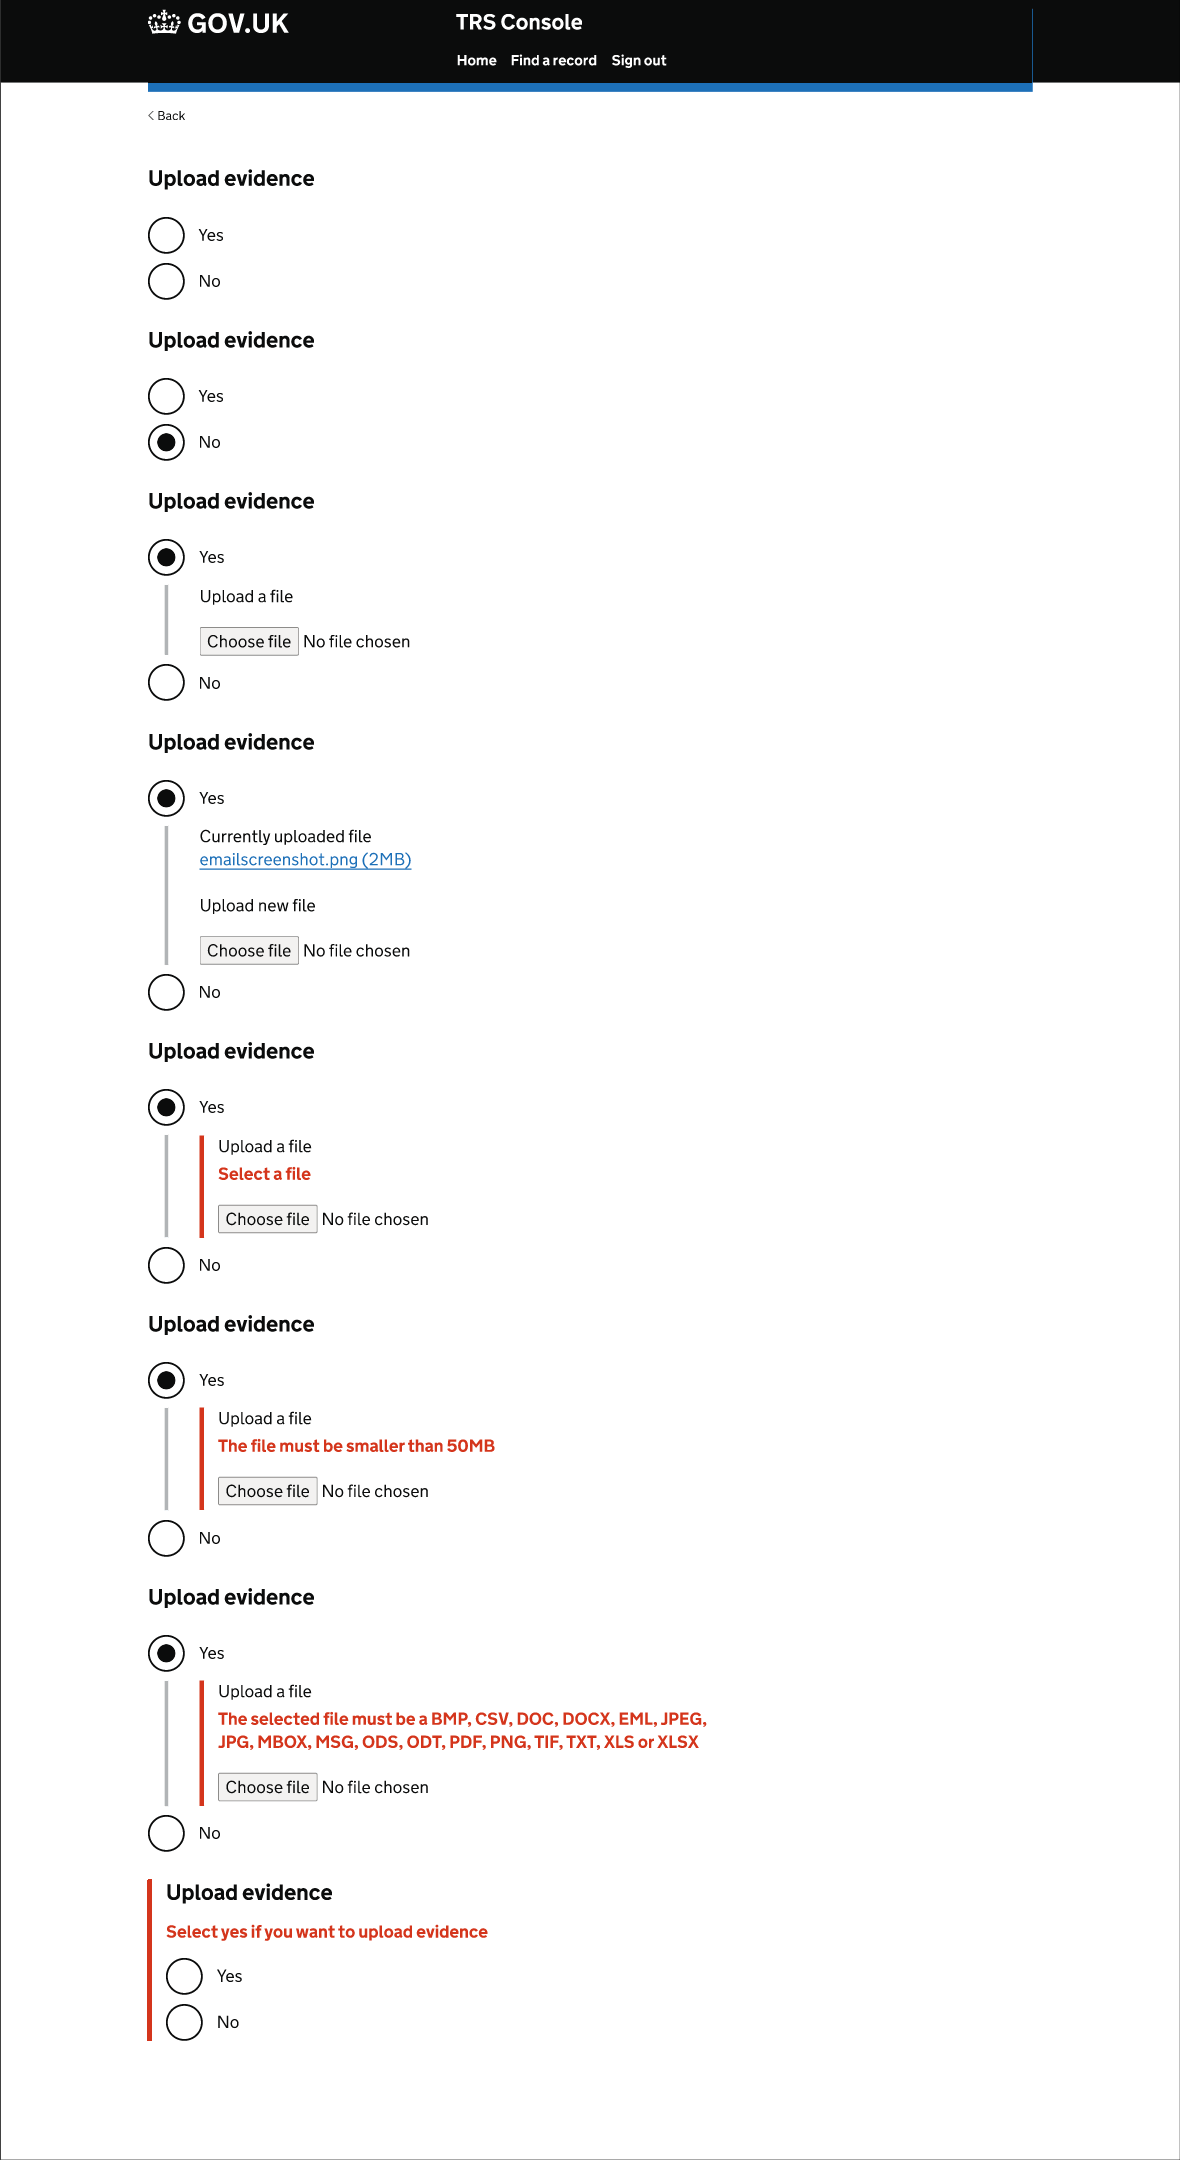 GOV.UK
TRS Console
Home Find a record Sign out
Back
Upload evidence
Yes
No
Upload evidence
Yes
No
Upload evidence
Yes
Upload a file
Choose file No file chosen
No
Upload evidence
Yes
Currently uploaded file
emailscreenshot.png (2MB)
Upload new file
Choose file No file chosen
No
Upload evidence
Yes
Upload a file
Select a file
Choose file No file chosen
No
Upload evidence
Yes
Upload a file
The file must be smaller than 50MB
Choose file No file chosen
No
Upload evidence
Yes
Upload a file
The selected file must be a BMP, CSV, DOC, DOCX, EML, JPEG,
JPG, MBOX, MSG, ODS, ODT, PDF, PNG, TIF, TXT, XLS or XLSX
Choose file No file chosen
No
Upload evidence
Select yes if you want to upload evidence
Yes
No